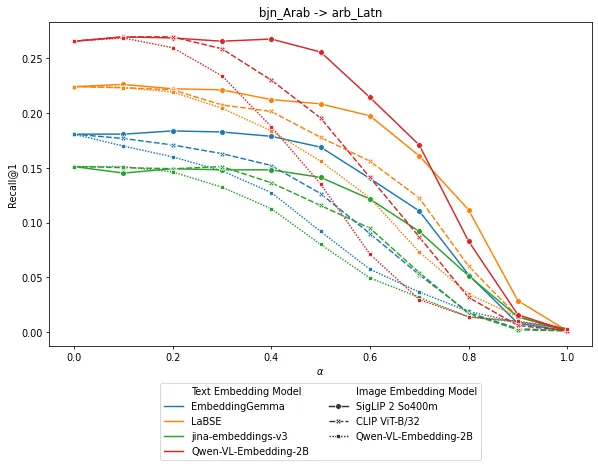 bjn_Arab -> arb_Latn
Recall@1
0.25
0.20
0.15
0.10
0.05
0.00
0.0 0.2 0.4 0.6 0.8 1.0
α
Text Embedding Model Image Embedding Model
EmbeddingGemma SigLIP 2 So400m
LaBSE CLIP ViT-B/32
jina-embeddings-v3 Qwen-VL-Embedding-2B
Qwen-VL-Embedding-2B